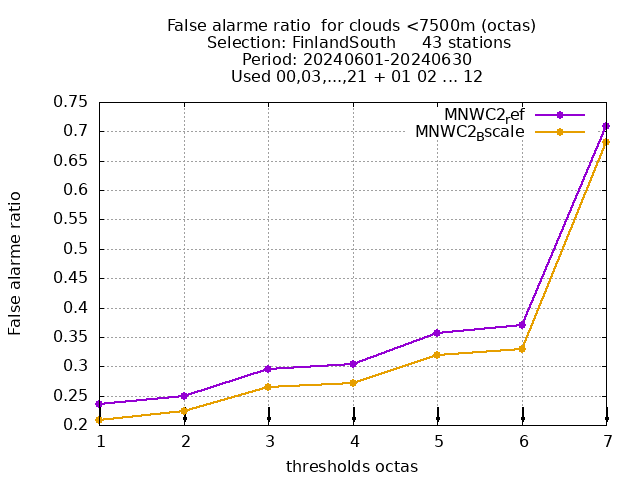 False alarme ratio  for clouds <7500m (octas)
Selection: FinlandSouth     43 stations
Period: 20240601-20240630
Used 00,03,...,21 + 01 02 ... 12
MNWC2ref
MNWC2Bscale
0.75
0.7
0.65
0.6
0.55
0.5
0.45
0.4
0.35
0.3
0.25
0.2
False alarme ratio
1 2 3 4 5 6 7
thresholds octas